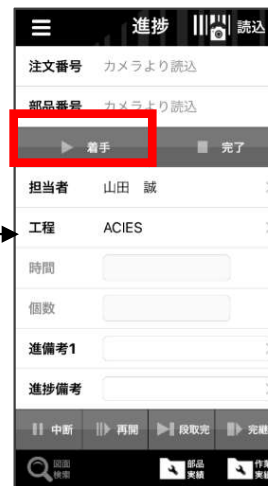 進捗 読込
注文番号 カメラより読込
部品番号 カメラより読込
着手 完了
担当者 山田 誠
工程 ACIES
時間
個数
進備考1
進捗備考
中断 再開 段取完 完継
図面検索 部品実績 作業実績